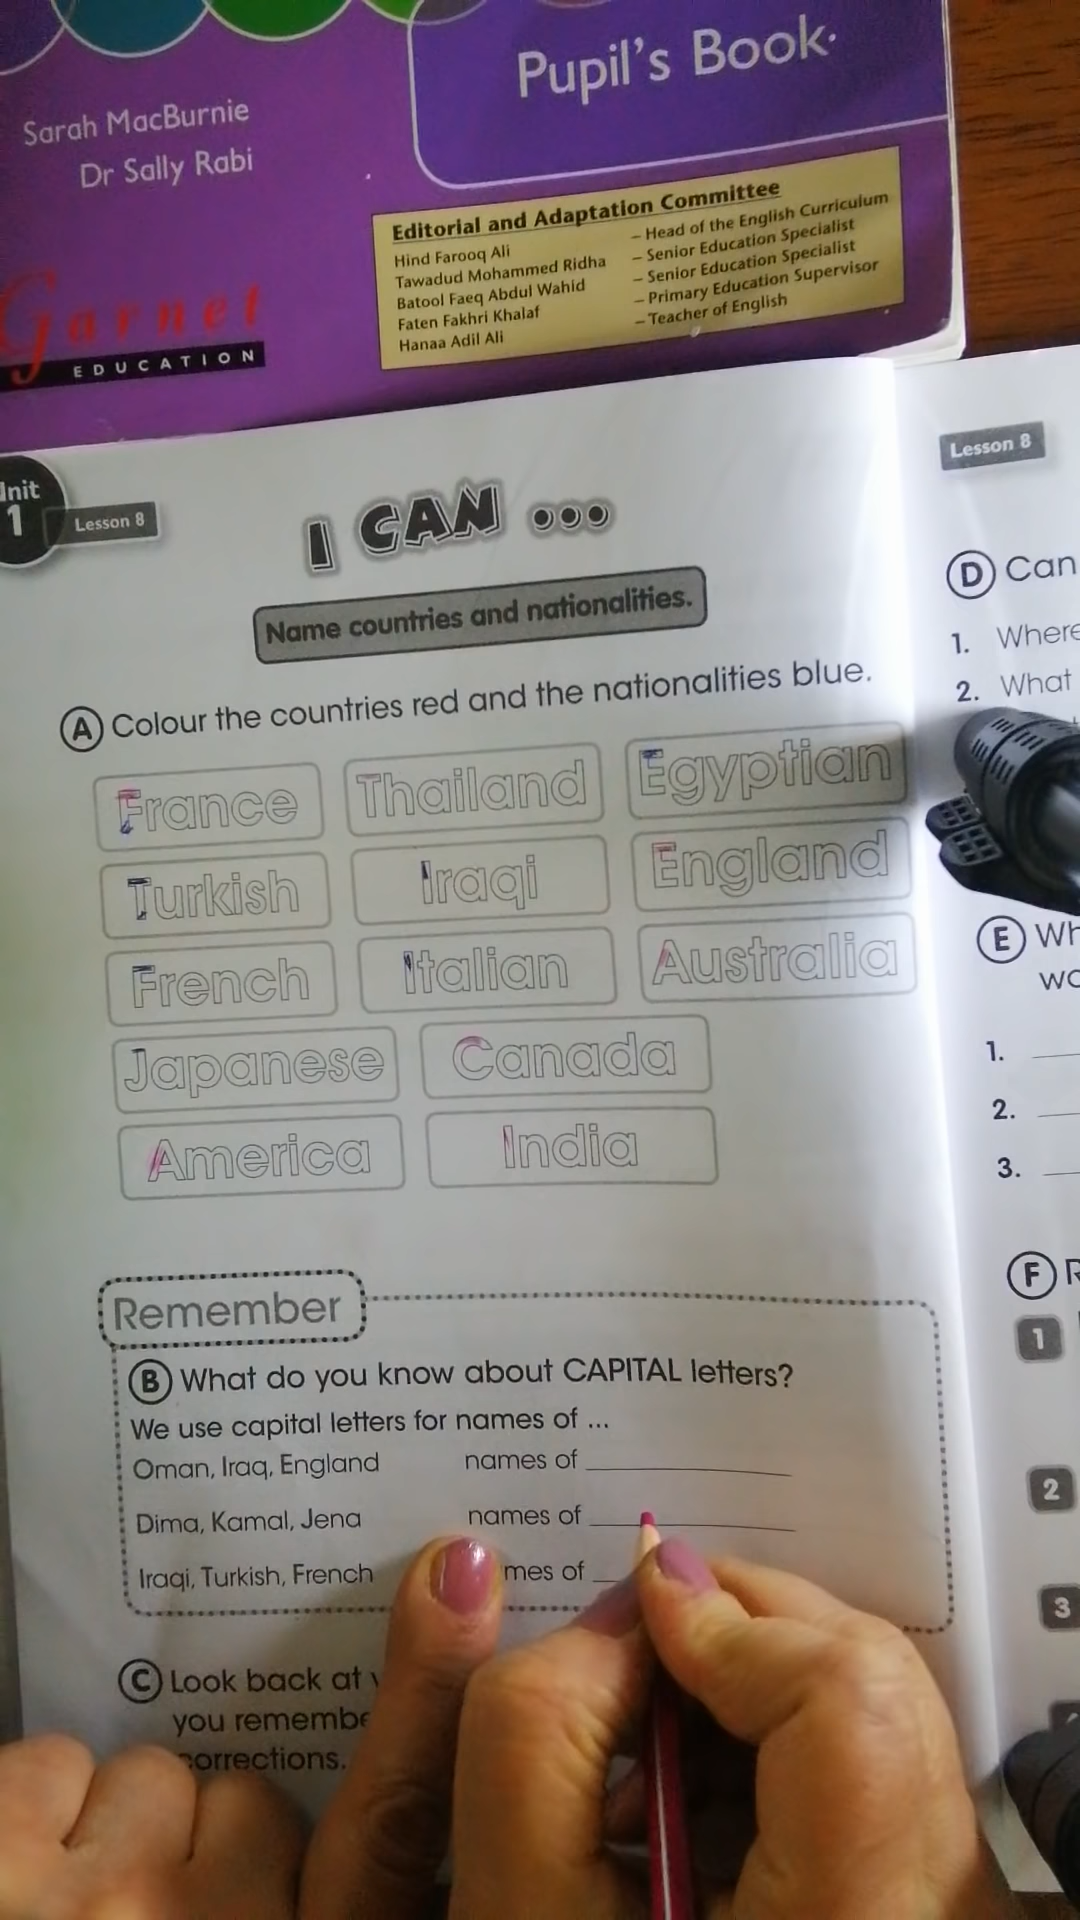 Pupil's Book
Sarah MacBurnie
Dr Sally Rabi
Editorial and Adaptation Committee
Hind Farooq Ali – Head of the English Curriculum
Tawadud Mohammed Ridha – Senior Education Specialist
Batool Faeq Abdul Wahid – Senior Education Specialist
Faten Fakhri Khalaf – Primary Education Supervisor
Hanaa Adil Ali – Teacher of English
Garnet
EDUCATION
Unit
1
Lesson 8
I CAN ...
Name countries and nationalities.
A Colour the countries red and the nationalities blue.
France Thailand Egyptian
Turkish Iraqi England
French Italian Australia
Japanese Canada
America India
Remember
B What do you know about CAPITAL letters?
We use capital letters for names of ...
Oman, Iraq, England names of
Dima, Kamal, Jena names of
Iraqi, Turkish, French mes of
C Look back at
you remembe
corrections.
Lesson 8
D Can
1. Where
2. What
E Wh
wo
1.
2.
3.
F R
1
2
3